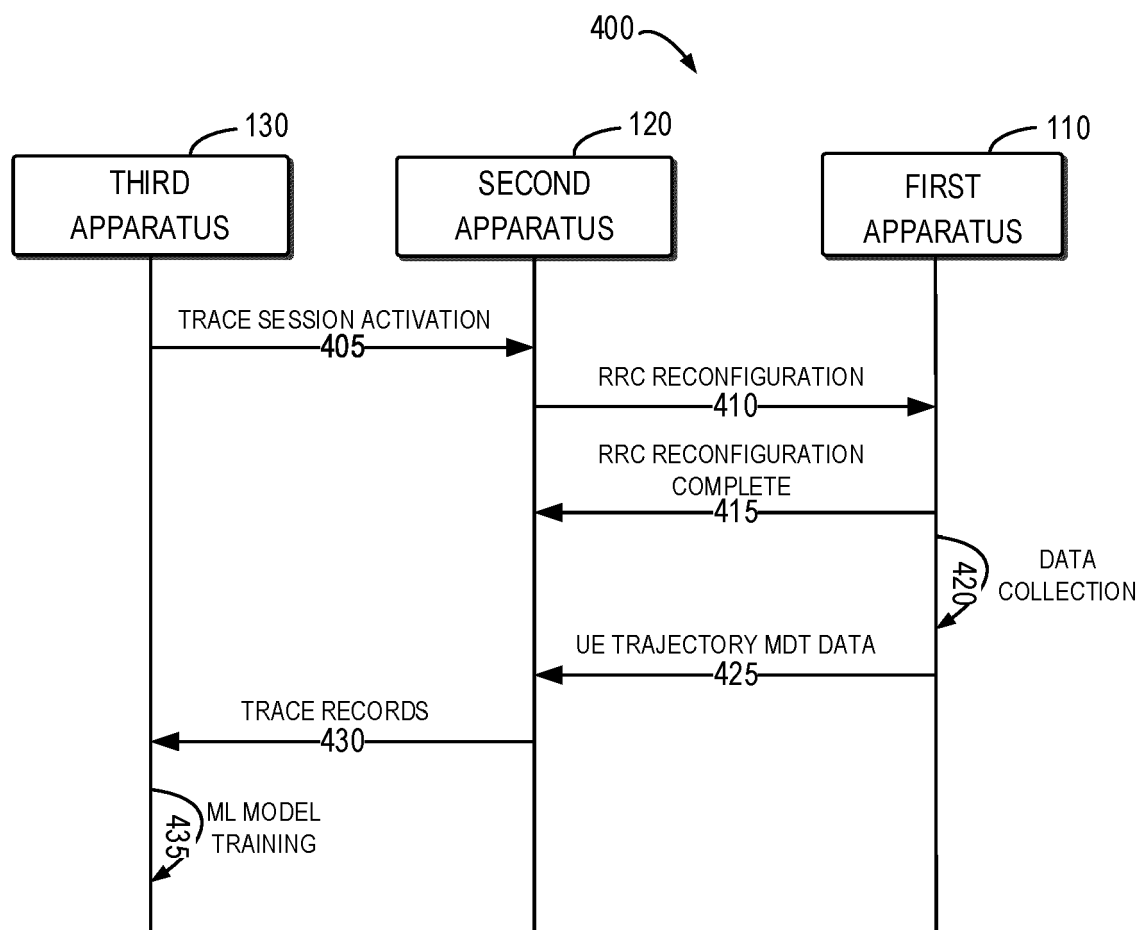 400
130
120
110
THIRD
APPARATUS
SECOND
APPARATUS
FIRST
APPARATUS
TRACE SESSION ACTIVATION
405
RRC RECONFIGURATION
410
RRC RECONFIGURATION
COMPLETE
415
420
DATA
COLLECTION
UE TRAJECTORY MDT DATA
425
TRACE RECORDS
430
435
ML MODEL
TRAINING